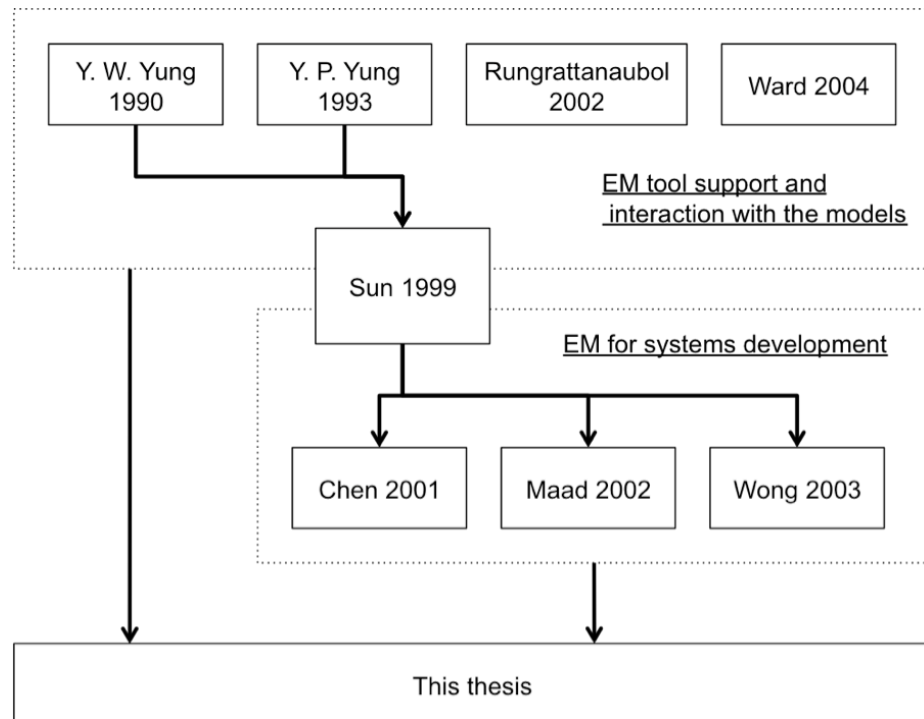 Y. W. Yung
1990
Y. P. Yung
1993
Rungrattanaubol
2002
Ward 2004
EM tool support and
interaction with the models
Sun 1999
EM for systems development
Chen 2001
Maad 2002
Wong 2003
This thesis